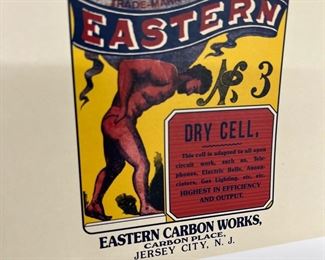 TRADE-MARK
EASTERN
No 3
DRY CELL,
This cell is adapted to all open
circuit work, such as, Tele-
phones, Electric Bells, Annun-
ciators, Gas Lighting, etc. etc.
HIGHEST IN EFFICIENCY
AND OUTPUT.
EASTERN CARBON WORKS,
CARBON PLACE,
JERSEY CITY, N. J.